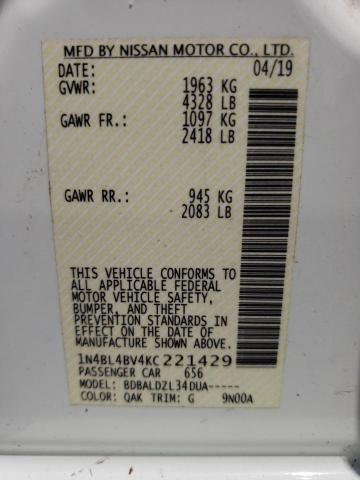 MFD BY NISSAN MOTOR CO., LTD.
DATE: 04/19
GVWR: 1963 KG
4328 LB
GAWR FR.: 1097 KG
2418 LB
GAWR RR.: 945 KG
2083 LB
THIS VEHICLE CONFORMS TO
ALL APPLICABLE FEDERAL
MOTOR VEHICLE SAFETY,
BUMPER, AND THEFT
PREVENTION STANDARDS IN
EFFECT ON THE DATE OF
MANUFACTURE SHOWN ABOVE.
1N4BL4BV4KC221429
PASSENGER CAR 656
MODEL: BDBALDZL34DUA-----
COLOR: QAK TRIM: G 9N00A